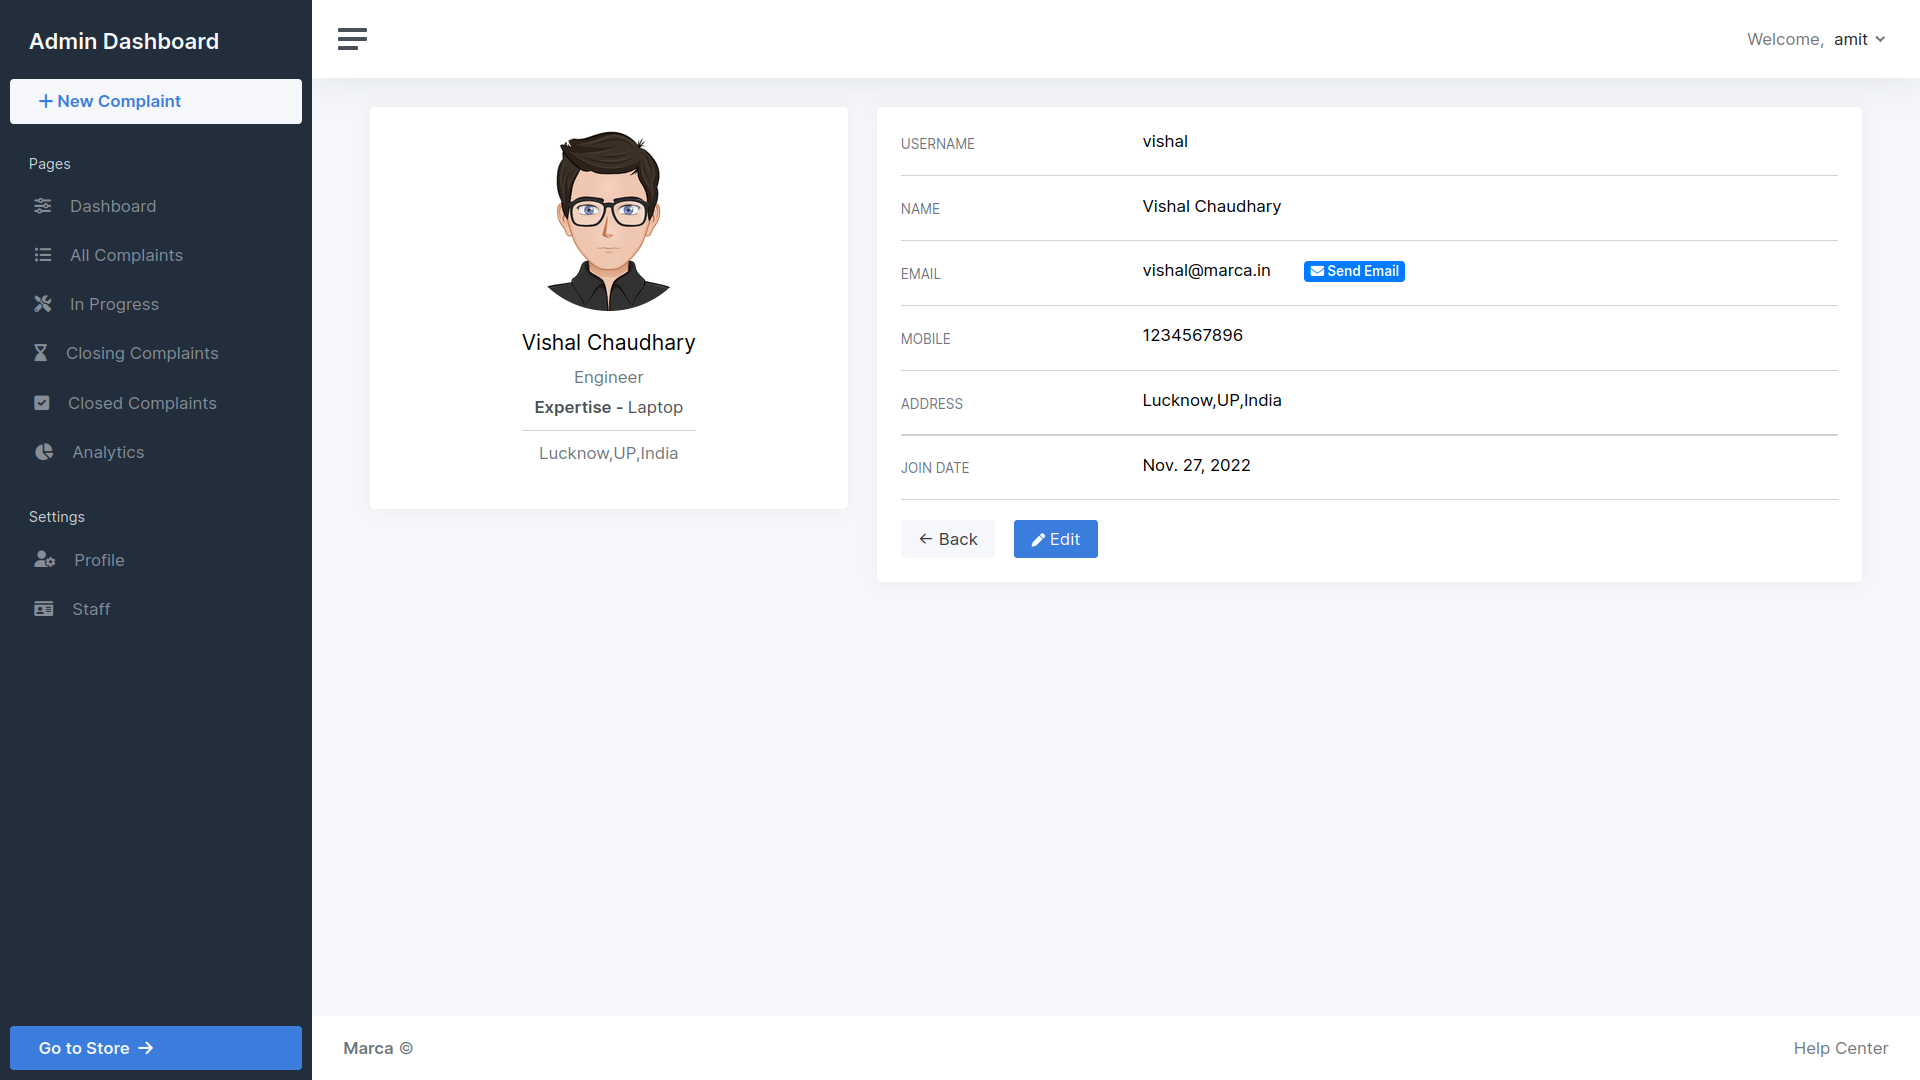 Admin Dashboard
New Complaint
Pages
Dashboard
All Complaints
In Progress
Closing Complaints
Closed Complaints
Analytics
Settings
Profile
Staff
Go to Store
Welcome, amit
Vishal Chaudhary
Engineer
Expertise - Laptop
Lucknow,UP,India
USERNAME vishal
NAME Vishal Chaudhary
EMAIL vishal@marca.in Send Email
MOBILE 1234567896
ADDRESS Lucknow,UP,India
JOIN DATE Nov. 27, 2022
Back Edit
Marca © Help Center